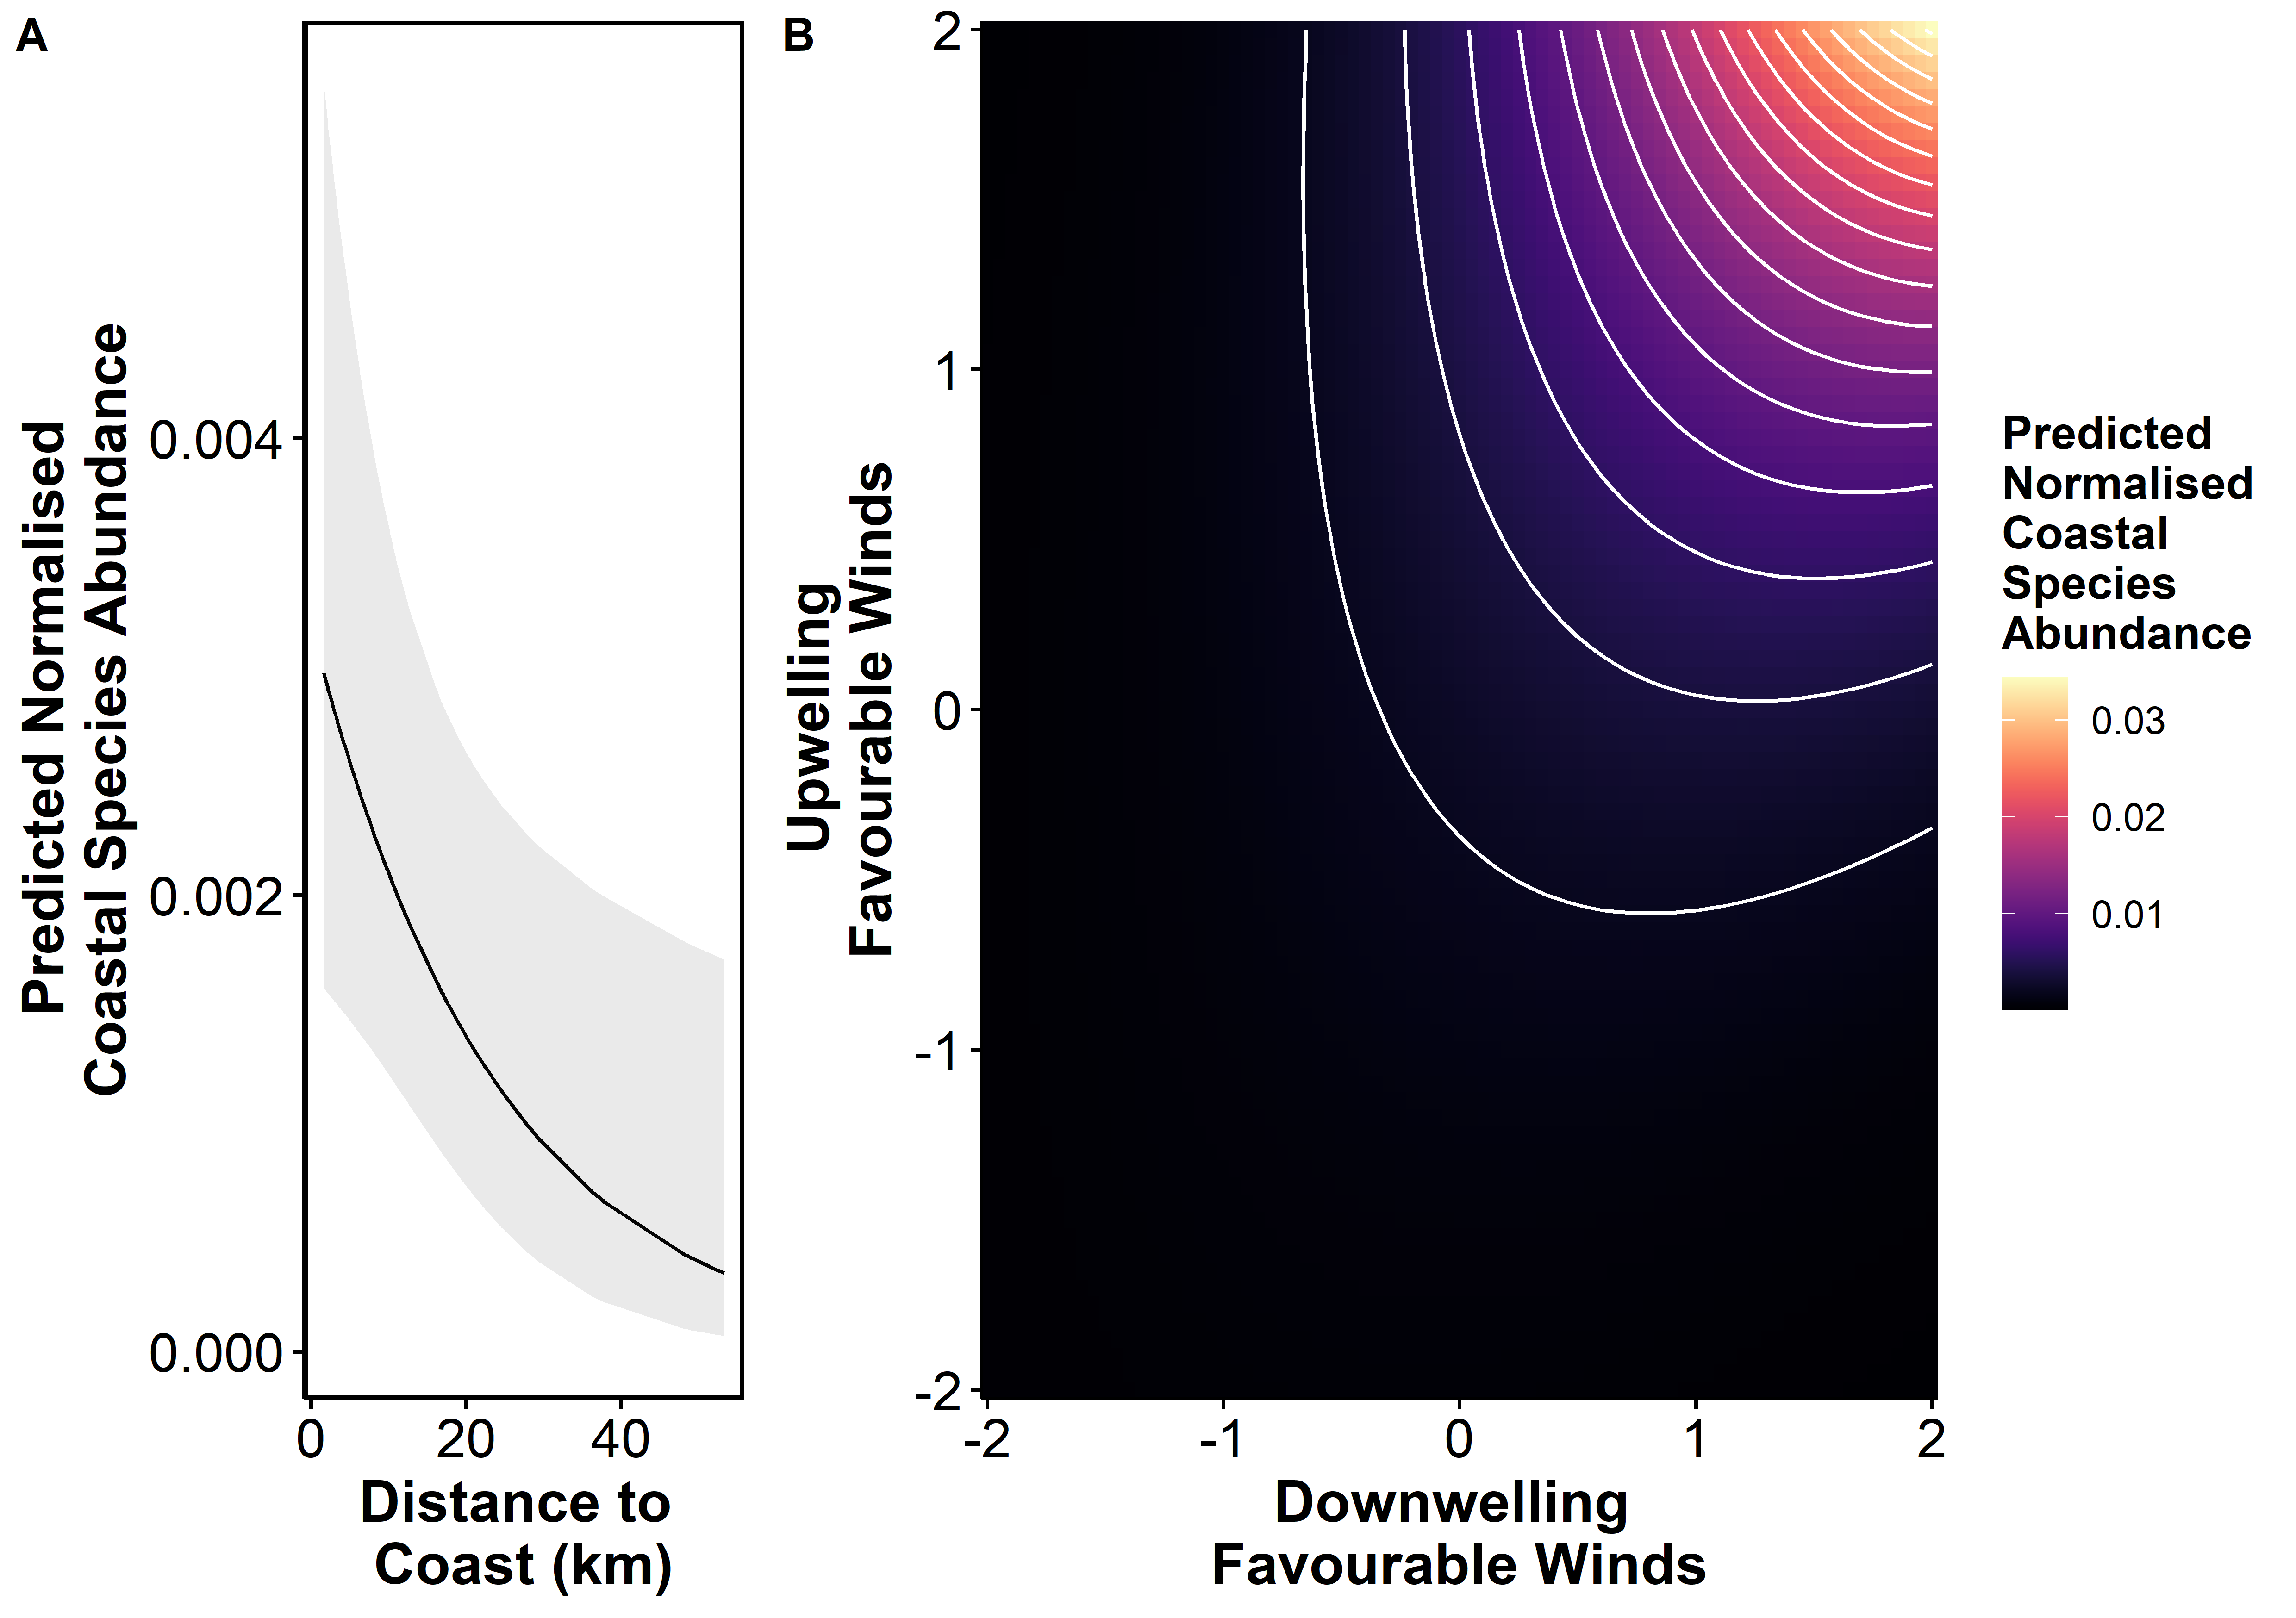 A
Predicted Normalised
Coastal Species Abundance
0.004
0.002
0.000
0 20 40
Distance to
Coast (km)
B
Upwelling
Favourable Winds
2
1
0
-1
-2
-2 -1 0 1 2
Downwelling
Favourable Winds
Predicted
Normalised
Coastal
Species
Abundance
0.03
0.02
0.01